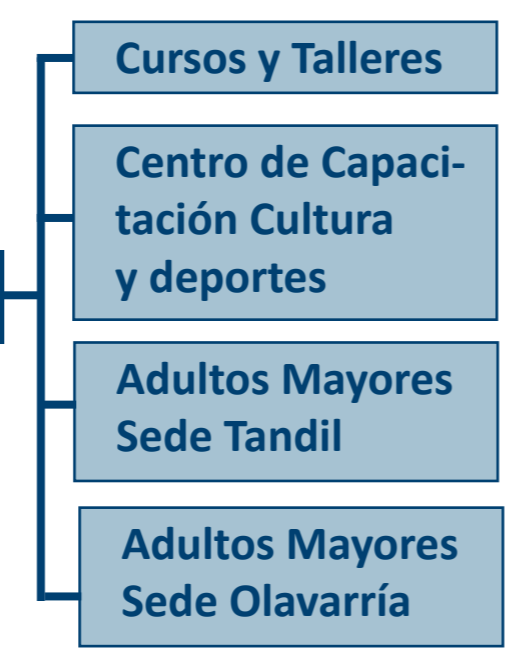 Cursos y Talleres
Centro de Capaci-
tación Cultura
y deportes
Adultos Mayores
Sede Tandil
Adultos Mayores
Sede Olavarría